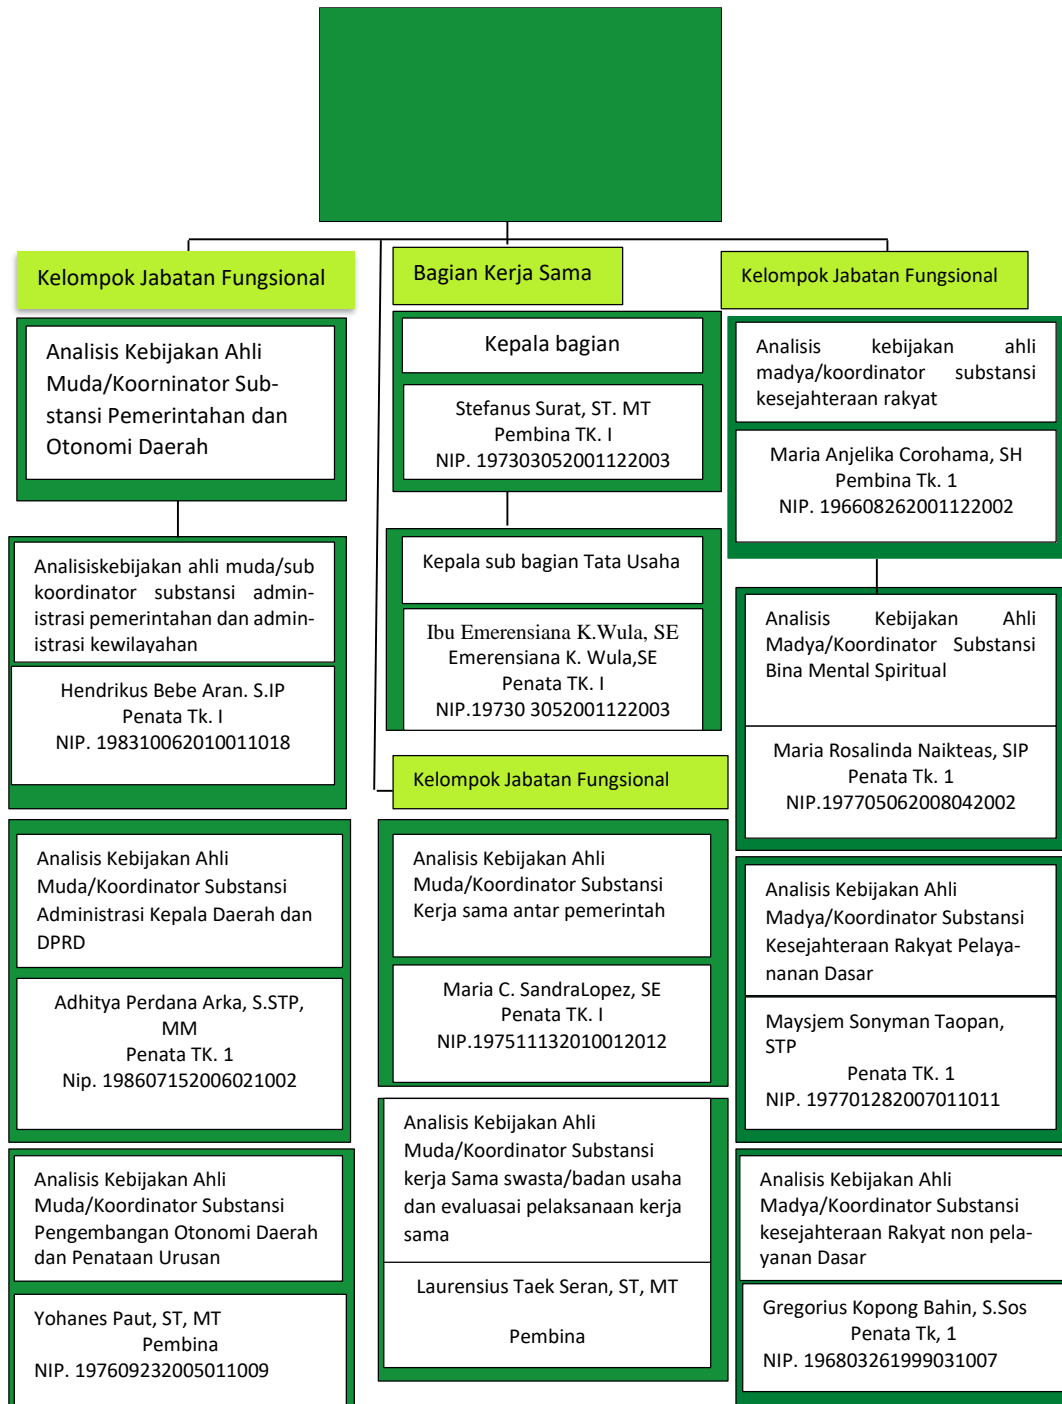 Kelompok Jabatan Fungsional
Analisis Kebijakan Ahli
Muda/Koorninator Sub-
stansi Pemerintahan dan
Otonomi Daerah
Analisiskebijakan ahli muda/sub
koordinator substansi admin-
istrasi pemerintahan dan admin-
istrasi kewilayahan
Hendrikus Bebe Aran. S.IP
Penata Tk. I
NIP. 198310062010011018
Analisis Kebijakan Ahli
Muda/Koordinator Substansi
Administrasi Kepala Daerah dan
DPRD
Adhitya Perdana Arka, S.STP,
MM
Penata TK. 1
Nip. 198607152006021002
Analisis Kebijakan Ahli
Muda/Koordinator Substansi
Pengembangan Otonomi Daerah
dan Penataan Urusan
Yohanes Paut, ST, MT
Pembina
NIP. 197609232005011009
Bagian Kerja Sama
Kepala bagian
Stefanus Surat, ST. MT
Pembina TK. I
NIP. 197303052001122003
Kepala sub bagian Tata Usaha
Ibu Emerensiana K.Wula, SE
Emerensiana K. Wula,SE
Penata TK. I
NIP.19730 3052001122003
Kelompok Jabatan Fungsional
Analisis Kebijakan Ahli
Muda/Koordinator Substansi
Kerja sama antar pemerintah
Maria C. SandraLopez, SE
Penata TK. I
NIP.197511132010012012
Analisis Kebijakan Ahli
Muda/Koordinator Substansi
kerja Sama swasta/badan usaha
dan evaluasai pelaksanaan kerja
sama
Laurensius Taek Seran, ST, MT
Pembina
Kelompok Jabatan Fungsional
Analisis kebijakan ahli
madya/koordinator substansi
kesejahteraan rakyat
Maria Anjelika Corohama, SH
Pembina Tk. 1
NIP. 196608262001122002
Analisis Kebijakan Ahli
Madya/Koordinator Substansi
Bina Mental Spiritual
Maria Rosalinda Naikteas, SIP
Penata Tk. 1
NIP.197705062008042002
Analisis Kebijakan Ahli
Madya/Koordinator Substansi
Kesejahteraan Rakyat Pelaya-
nanan Dasar
Maysjem Sonyman Taopan,
STP
Penata TK. 1
NIP. 197701282007011011
Analisis Kebijakan Ahli
Madya/Koordinator Substansi
kesejahteraan Rakyat non pela-
yanan Dasar
Gregorius Kopong Bahin, S.Sos
Penata Tk, 1
NIP. 196803261999031007